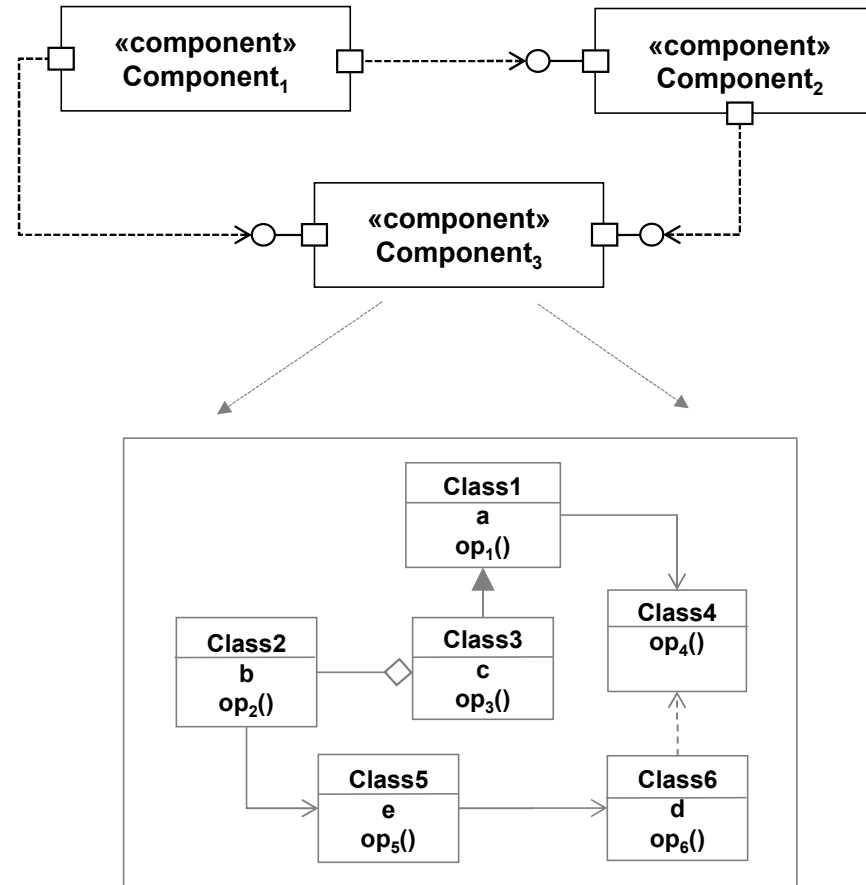 «component»
Component₁
«component»
Component₂
«component»
Component₃
Class1
a
op₁()
Class2
b
op₂()
Class3
c
op₃()
Class4
op₄()
Class5
e
op₅()
Class6
d
op₆()